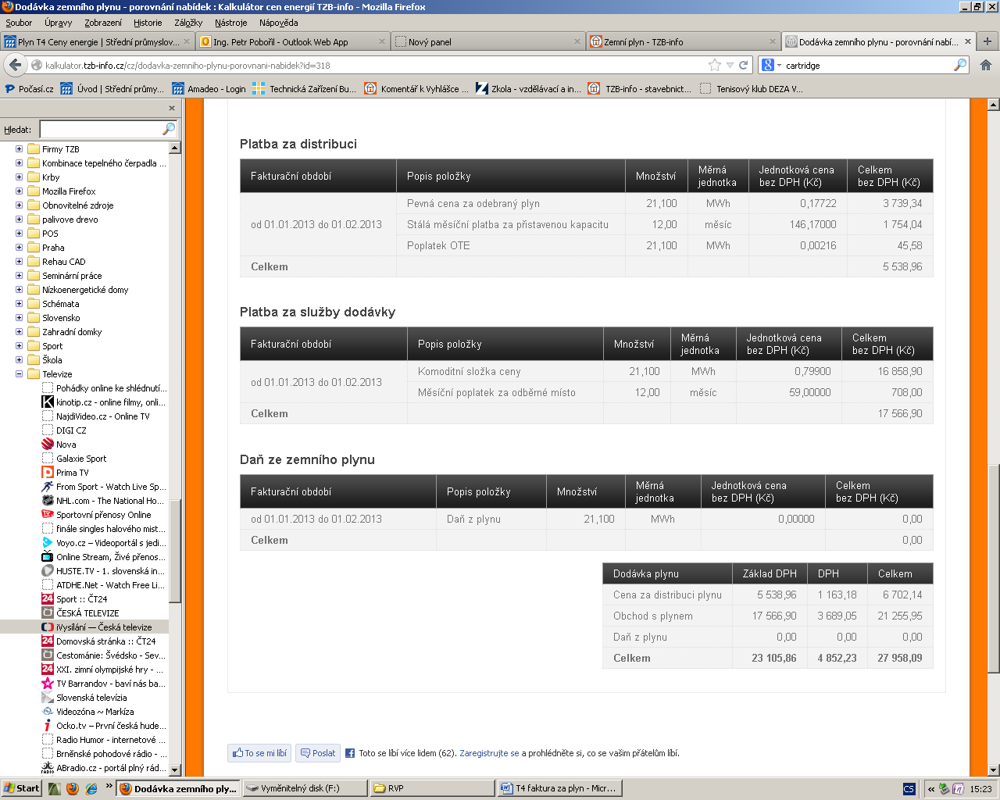 Dodávka zemního plynu - porovnání nabídek : Kalkulátor cen energií TZB-info - Mozilla Firefox
Soubor Úpravy Zobrazení Historie Záložky Nástroje Nápověda
Plyn T4 Ceny energie | Střední průmyslov... Ing. Petr Pobořil - Outlook Web App Nový panel Zemní plyn - TZB-info Dodávka zemního plynu - porovnání nabí...
kalkulator.tzb-info.cz/cz/dodavka-zemniho-plynu-porovnani-nabidek?id=318 cartridge
Počasí.cz Úvod | Střední průmy... Amadeo - Login Technická Zařízení Bu... Komentář k Vyhlášce ... Zkola - vzdělávací a in... TZB-info - stavebnict... Tenisový klub DEZA V...
Hledat:
Firmy TZB
Kombinace tepelného čerpadla ...
Krby
Mozilla Firefox
Obnovitelné zdroje
palivove drevo
POS
Praha
Rehau CAD
Seminární práce
Nízkoenergetické domy
Schémata
Slovensko
Zahradní domky
Sport
Škola
Televize
Pohádky online ke shlédnutí...
kinotip.cz - online filmy, onli...
NajdiVideo.cz - Online TV
DIGI CZ
Nova
Galaxie Sport
Prima TV
From Sport - Watch Live Sp...
NHL.com - The National Ho...
Sportovní přenosy Online
finále singles halového mist...
Voyo.cz – Videoportál s jedi...
Online Stream, Živé přenos...
HUSTE.TV - 1. slovenská in...
ATDHE.Net - Watch Free Li...
Sport :: ČT24
ČESKÁ TELEVIZE
iVysílání — Česká televize
Domovská stránka :: ČT24
Cestománie: Švédsko - Sev...
XXI. zimní olympijské hry - ...
TV Barrandov - baví nás ba...
Slovenská televízia
Videozóna ~ Markíza
Ocko.tv – První česká hude...
Radio Humor - internetové ...
Brněnské pohodové rádio - ...
ABradio.cz - portál plný rád...
Platba za distribuci
Fakturační období Popis položky Množství Měrná jednotka Jednotková cena bez DPH (Kč) Celkem bez DPH (Kč)
Pevná cena za odebraný plyn 21,100 MWh 0,17722 3 739,34
od 01.01.2013 do 01.02.2013 Stálá měsíční platba za přistavenou kapacitu 12,00 měsíc 146,17000 1 754,04
Poplatek OTE 21,100 MWh 0,00216 45,58
Celkem 5 538,96
Platba za služby dodávky
Fakturační období Popis položky Množství Měrná jednotka Jednotková cena bez DPH (Kč) Celkem bez DPH (Kč)
od 01.01.2013 do 01.02.2013 Komoditní složka ceny 21,100 MWh 0,79900 16 858,90
Měsíční poplatek za odběrné místo 12,00 měsíc 59,00000 708,00
Celkem 17 566,90
Daň ze zemního plynu
Fakturační období Popis položky Množství Měrná jednotka Jednotková cena bez DPH (Kč) Celkem bez DPH (Kč)
od 01.01.2013 do 01.02.2013 Daň z plynu 21,100 MWh 0,00000 0,00
Celkem 0,00
Dodávka plynu Základ DPH DPH Celkem
Cena za distribuci plynu 5 538,96 1 163,18 6 702,14
Obchod s plynem 17 566,90 3 689,05 21 255,95
Daň z plynu 0,00 0,00 0,00
Celkem 23 105,86 4 852,23 27 958,09
To se mi líbí Poslat Toto se líbí více lidem (62). Zaregistrujte se a prohlédněte si, co se vašim přátelům líbí.
Start » Dodávka zemního ply... Vyměnitelný disk (F:) RVP T4 faktura za plyn - Micr... CS « 15:23